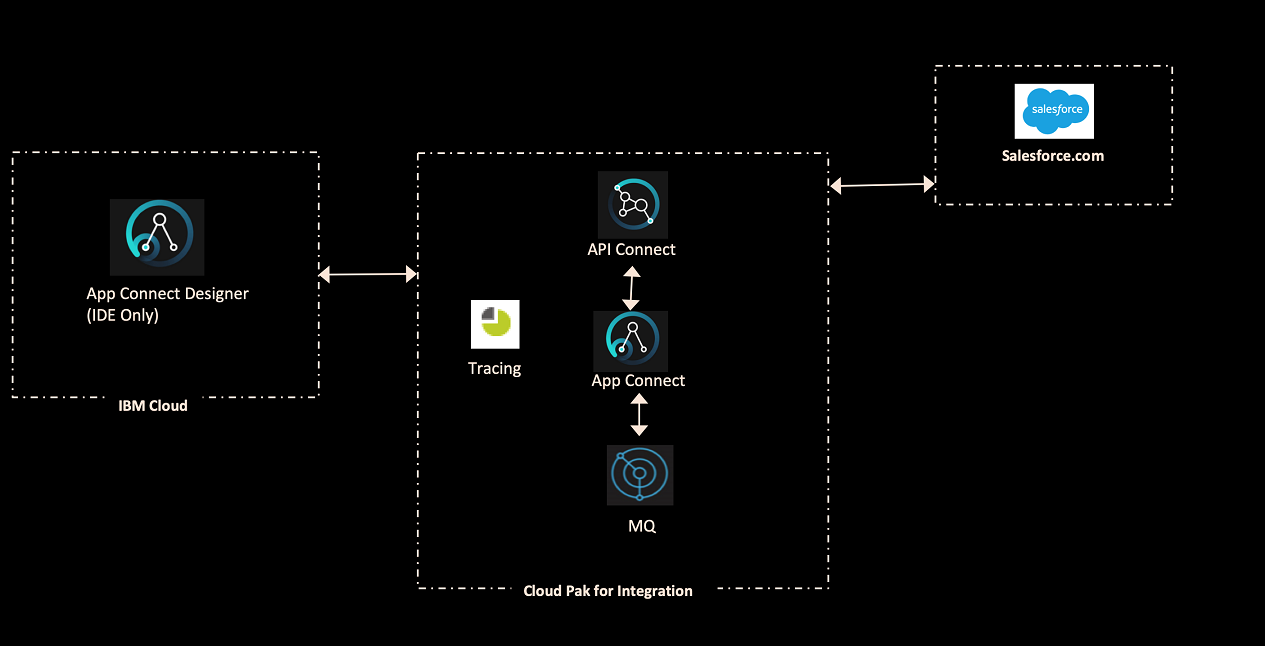 salesforce
Salesforce.com
API Connect
App Connect Designer
(IDE Only)
Tracing
App Connect
IBM Cloud
MQ
Cloud Pak for Integration